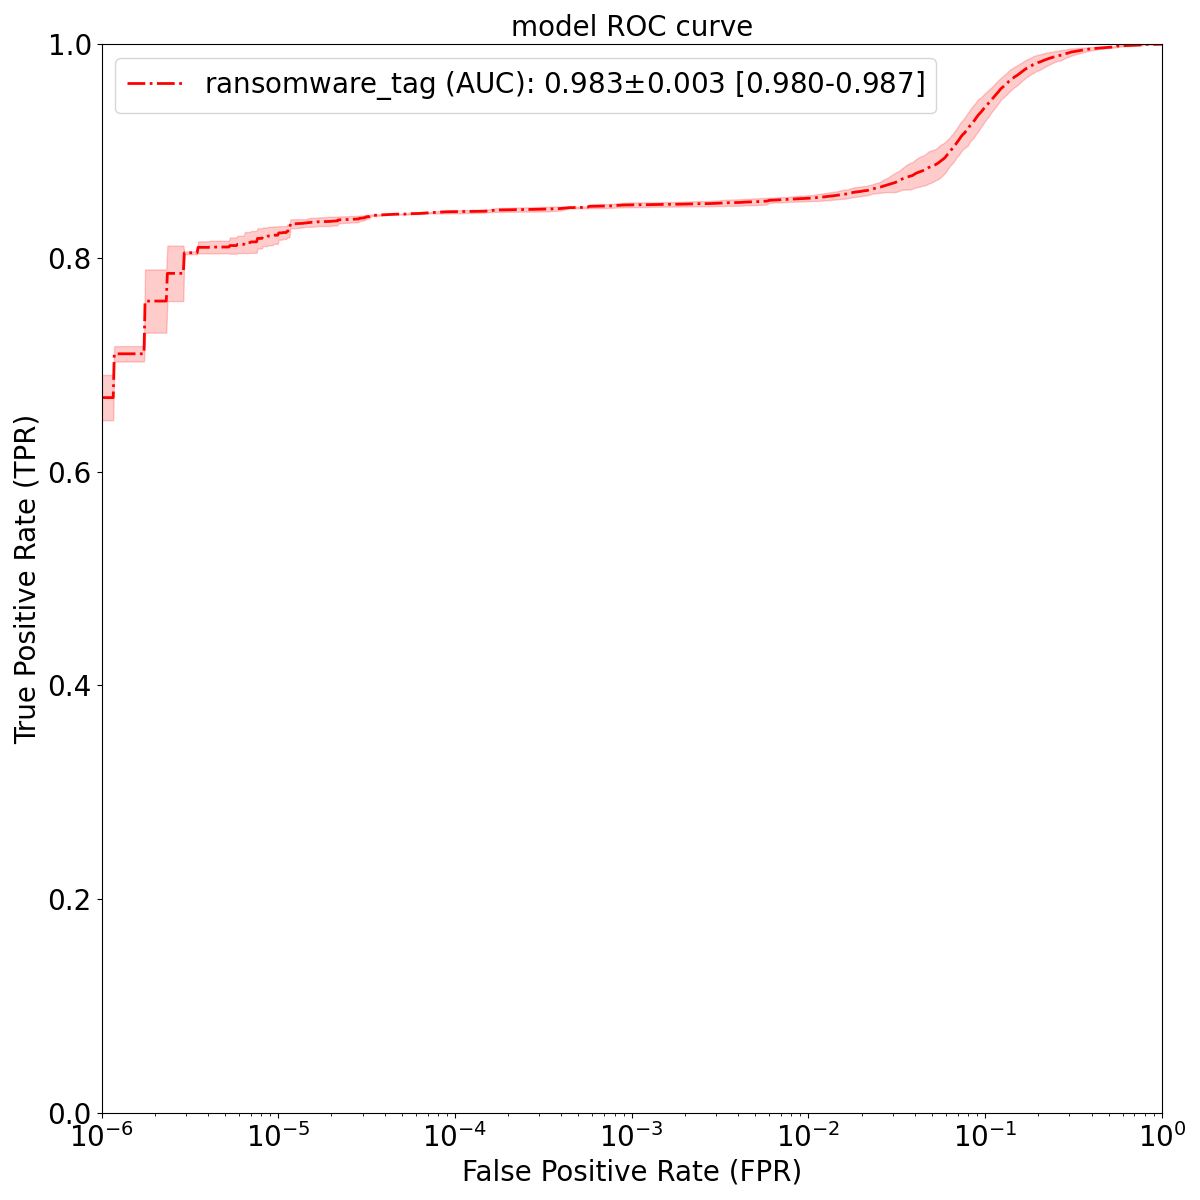 model ROC curve
ransomware_tag (AUC): 0.983±0.003 [0.980-0.987]
True Positive Rate (TPR)
1.0
0.8
0.6
0.4
0.2
0.0
10⁻⁶ 10⁻⁵ 10⁻⁴ 10⁻³ 10⁻² 10⁻¹ 10⁰
False Positive Rate (FPR)